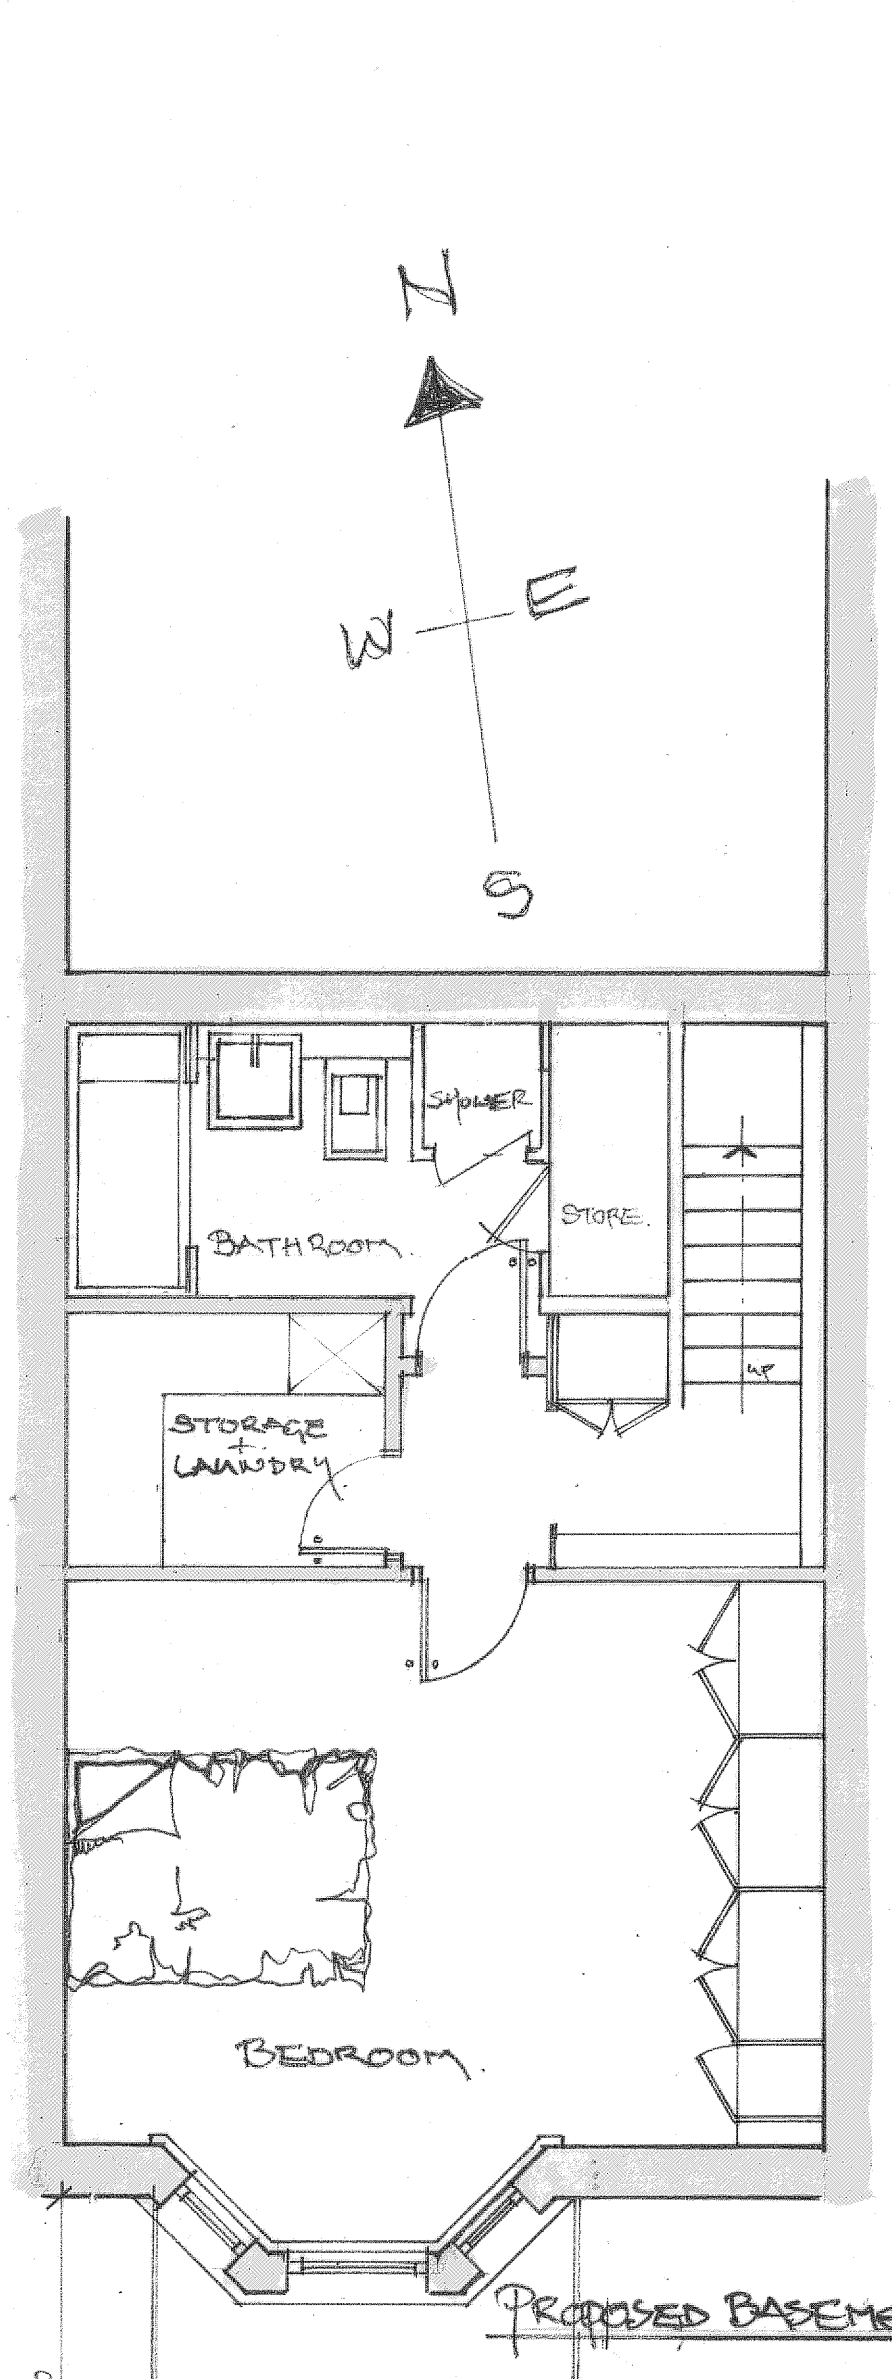 N
W E
S
SHOWER
BATHROOM.
STORE.
UP
STORAGE
+
LAUNDRY
BEDROOM.
PROPOSED BASEME